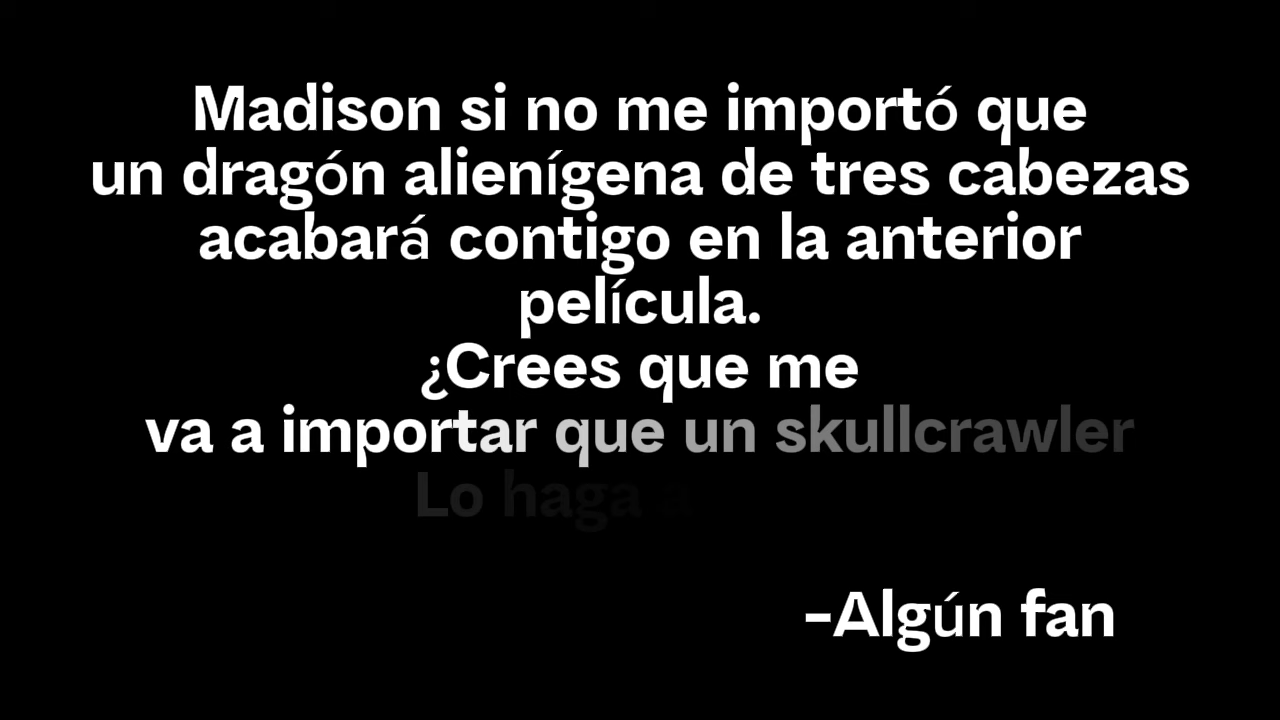 Madison si no me importó que
un dragón alienígena de tres cabezas
acabará contigo en la anterior
película.
¿Crees que me
va a importar que un skullcrawler
Lo haga a
-Algún fan